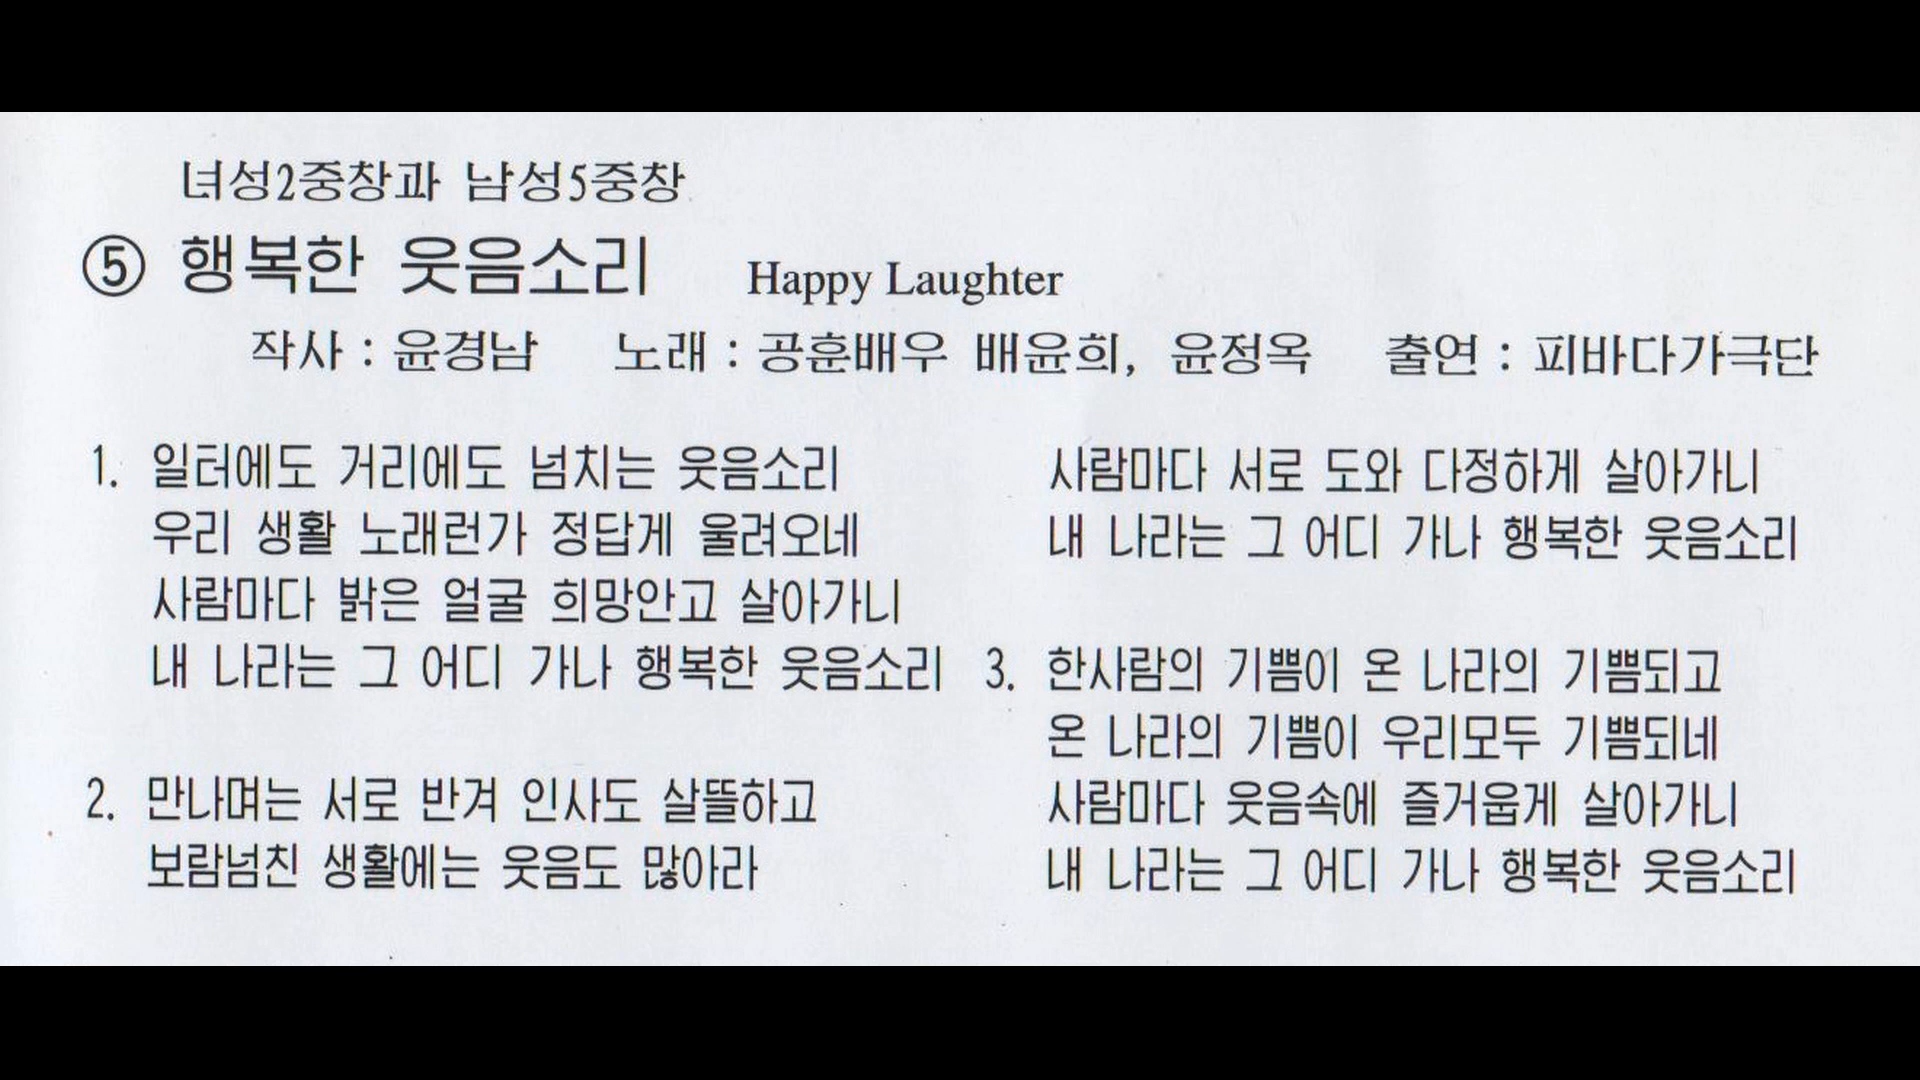 녀성2중창과 남성5중창
⑤ 행복한 웃음소리 Happy Laughter
작사 : 윤경남 노래 : 공훈배우 배윤희, 윤정옥 출연 : 피바다가극단
1. 일터에도 거리에도 넘치는 웃음소리
우리 생활 노래런가 정답게 울려오네
사람마다 밝은 얼굴 희망안고 살아가니
내 나라는 그 어디 가나 행복한 웃음소리
2. 만나며는 서로 반겨 인사도 살뜰하고
보람넘친 생활에는 웃음도 많아라
사람마다 서로 도와 다정하게 살아가니
내 나라는 그 어디 가나 행복한 웃음소리
3. 한사람의 기쁨이 온 나라의 기쁨되고
온 나라의 기쁨이 우리모두 기쁨되네
사람마다 웃음속에 즐거웁게 살아가니
내 나라는 그 어디 가나 행복한 웃음소리